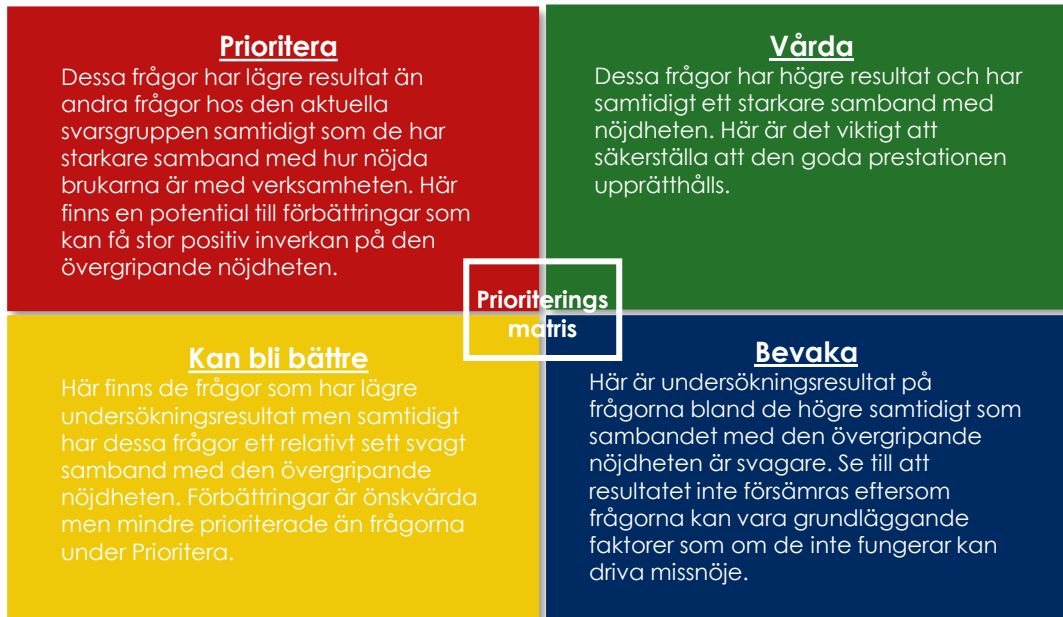 Prioritera
Dessa frågor har lägre resultat än
andra frågor hos den aktuella
svarsgruppen samtidigt som de har
starkare samband med hur nöjda
brukarna är med verksamheten. Här
finns en potential till förbättringar som
kan få stor positiv inverkan på den
övergripande nöjdheten.
Vårda
Dessa frågor har högre resultat och har
samtidigt ett starkare samband med
nöjdheten. Här är det viktigt att
säkerställa att den goda prestationen
upprätthålls.
Prioriterings
matris
Kan bli bättre
Här finns de frågor som har lägre
undersökningsresultat men samtidigt
har dessa frågor ett relativt sett svagt
samband med den övergripande
nöjdheten. Förbättringar är önskvärda
men mindre prioriterade än frågorna
under Prioritera.
Bevaka
Här är undersökningsresultat på
frågorna bland de högre samtidigt som
sambandet med den övergripande
nöjdheten är svagare. Se till att
resultatet inte försämras eftersom
frågorna kan vara grundläggande
faktorer som om de inte fungerar kan
driva missnöje.